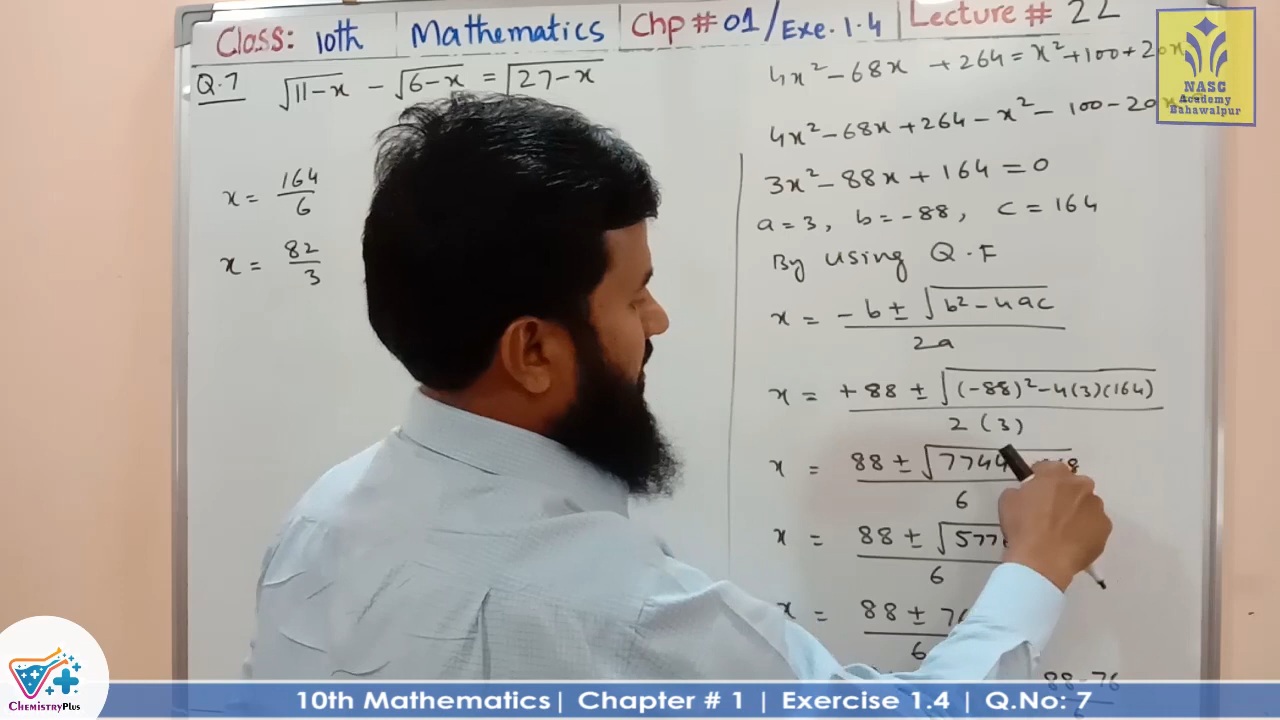 Class: 10th Mathematics Chp # 01 / Exe. 1.4 Lecture # 22
Q.7 √11-x - √6-x = √27-x
x = 164/6
x = 82/3
4x² - 68x + 264 = x² + 100 + 20x
4x² - 68x + 264 - x² - 100 - 20x
3x² - 88x + 164 = 0
a = 3, b = -88, c = 164
By using Q.F
x = -b ± √b² - 4ac / 2a
x = +88 ± √(-88)² - 4(3)(164) / 2(3)
x = 88 ± √7744 / 6
x = 88 ± √577 / 6
x = 88 ± 76 / 6
88-76
NASC
Academy
Bahawalpur
ChemistryPlus
10th Mathematics| Chapter # 1 | Exercise 1.4 | Q.No: 7